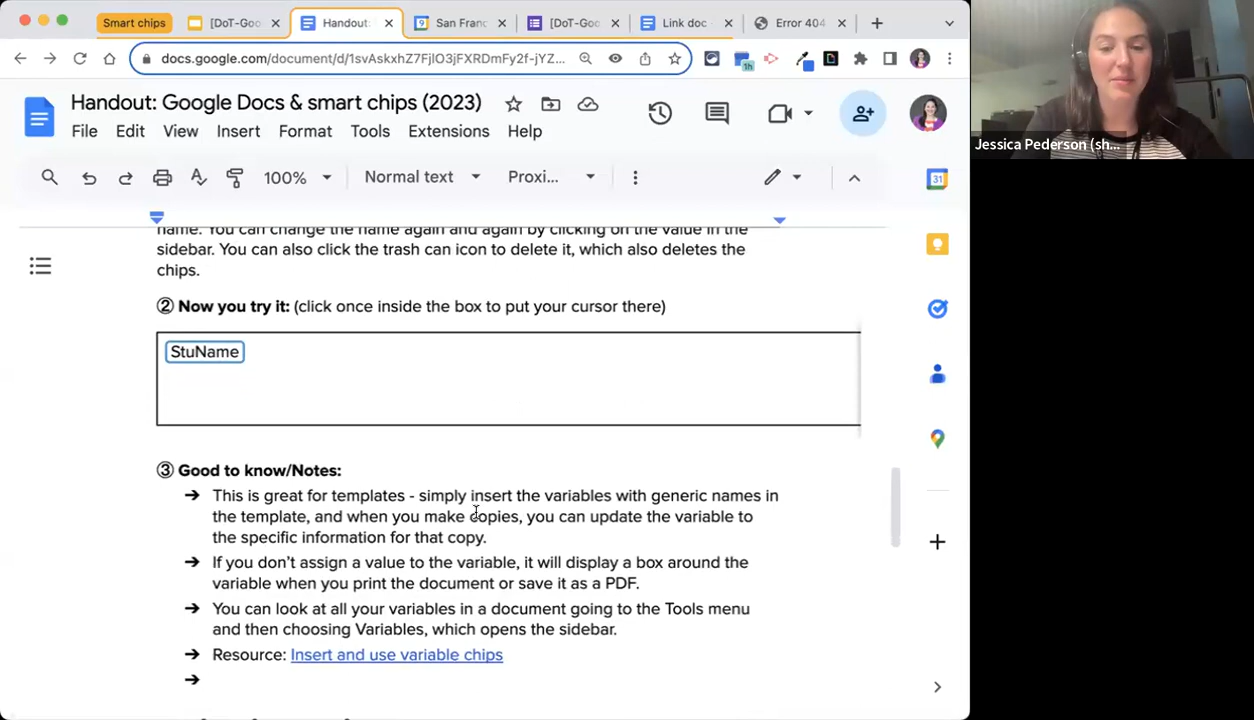 Smart chips
[DoT-Goo
Handout:
San Franc
[DoT-Goo
Link doc
Error 404
docs.google.com/document/d/1svAskxhZ7FjlO3jFXRDmFy2f-jYZ...
1h
Handout: Google Docs & smart chips (2023)
File Edit View Insert Format Tools Extensions Help
100% Normal text Proxi...
31
name. You can change the name again and again by clicking on the value in the
sidebar. You can also click the trash can icon to delete it, which also deletes the
chips.
② Now you try it: (click once inside the box to put your cursor there)
StuName
③ Good to know/Notes:
➔ This is great for templates - simply insert the variables with generic names in
the template, and when you make copies, you can update the variable to
the specific information for that copy.
➔ If you don't assign a value to the variable, it will display a box around the
variable when you print the document or save it as a PDF.
➔ You can look at all your variables in a document going to the Tools menu
and then choosing Variables, which opens the sidebar.
➔ Resource: Insert and use variable chips
➔
Jessica Pederson (sh...